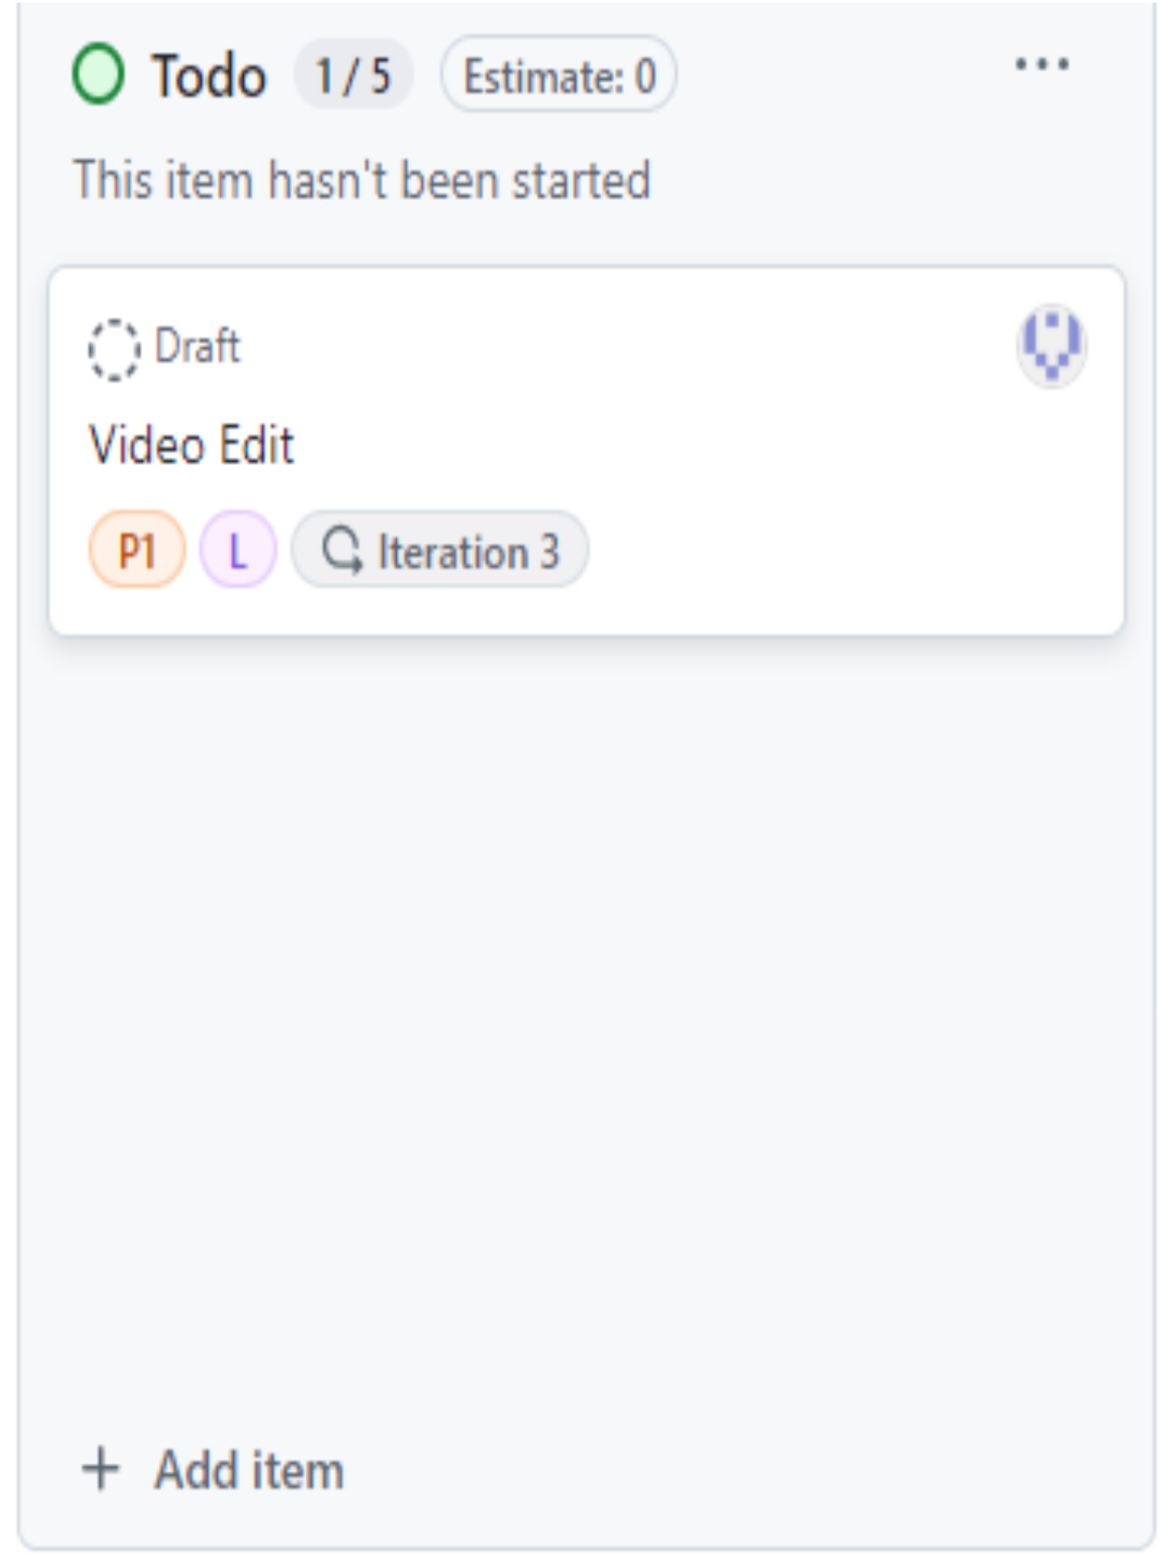 Todo 1 / 5 Estimate: 0
This item hasn't been started
Draft
Video Edit
P1 L Iteration 3
Add item